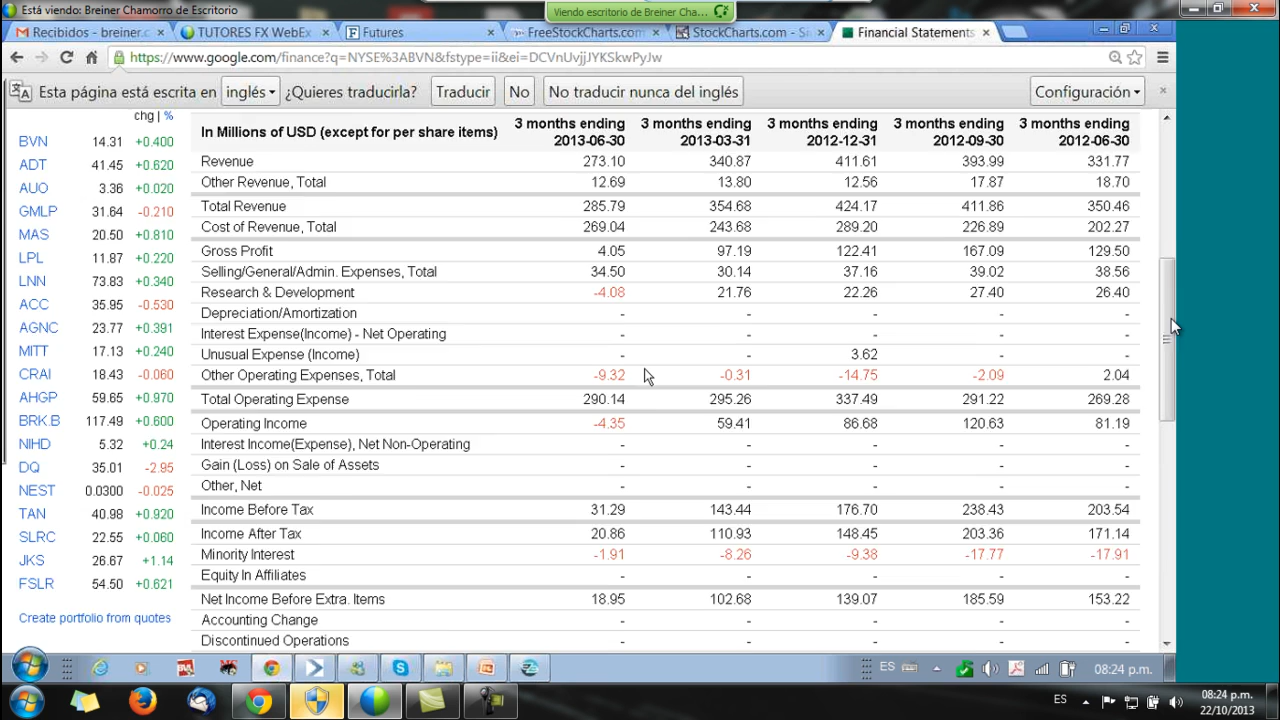 Está viendo: Breiner Chamorro de Escritorio
Viendo escritorio de Breiner Cha...
Recibidos - breiner.c
TUTORES FX WebEx
Futures
FreeStockCharts.com
StockCharts.com - Si
Financial Statements
https://www.google.com/finance?q=NYSE%3ABVN&fstype=ii&ei=DCVnUvjjJYKSkwPyJw
Esta página está escrita en inglés ¿Quieres traducirla? Traducir No No traducir nunca del inglés Configuración
chg | %
BVN 14.31 +0.400
ADT 41.45 +0.620
AUO 3.36 +0.020
GMLP 31.64 -0.210
MAS 20.50 +0.810
LPL 11.87 +0.220
LNN 73.83 +0.340
ACC 35.95 -0.530
AGNC 23.77 +0.391
MITT 17.13 +0.240
CRAI 18.43 -0.060
AHGP 59.65 +0.970
BRK.B 117.49 +0.600
NIHD 5.32 +0.24
DQ 35.01 -2.95
NEST 0.0300 -0.025
TAN 40.98 +0.920
SLRC 22.55 +0.060
JKS 26.67 +1.14
FSLR 54.50 +0.621
Create portfolio from quotes
3 months ending 3 months ending 3 months ending 3 months ending 3 months ending
In Millions of USD (except for per share items) 2013-06-30 2013-03-31 2012-12-31 2012-09-30 2012-06-30
Revenue 273.10 340.87 411.61 393.99 331.77
Other Revenue, Total 12.69 13.80 12.56 17.87 18.70
Total Revenue 285.79 354.68 424.17 411.86 350.46
Cost of Revenue, Total 269.04 243.68 289.20 226.89 202.27
Gross Profit 4.05 97.19 122.41 167.09 129.50
Selling/General/Admin. Expenses, Total 34.50 30.14 37.16 39.02 38.56
Research & Development -4.08 21.76 22.26 27.40 26.40
Depreciation/Amortization - - - - -
Interest Expense(Income) - Net Operating - - - - -
Unusual Expense (Income) - - 3.62 - -
Other Operating Expenses, Total -9.32 -0.31 -14.75 -2.09 2.04
Total Operating Expense 290.14 295.26 337.49 291.22 269.28
Operating Income -4.35 59.41 86.68 120.63 81.19
Interest Income(Expense), Net Non-Operating - - - - -
Gain (Loss) on Sale of Assets - - - - -
Other, Net - - - - -
Income Before Tax 31.29 143.44 176.70 238.43 203.54
Income After Tax 20.86 110.93 148.45 203.36 171.14
Minority Interest -1.91 -8.26 -9.38 -17.77 -17.91
Equity In Affiliates - - - - -
Net Income Before Extra. Items 18.95 102.68 139.07 185.59 153.22
Accounting Change - - - - -
Discontinued Operations - - - - -
ES 08:24 p.m.
ES 08:24 p.m.
22/10/2013